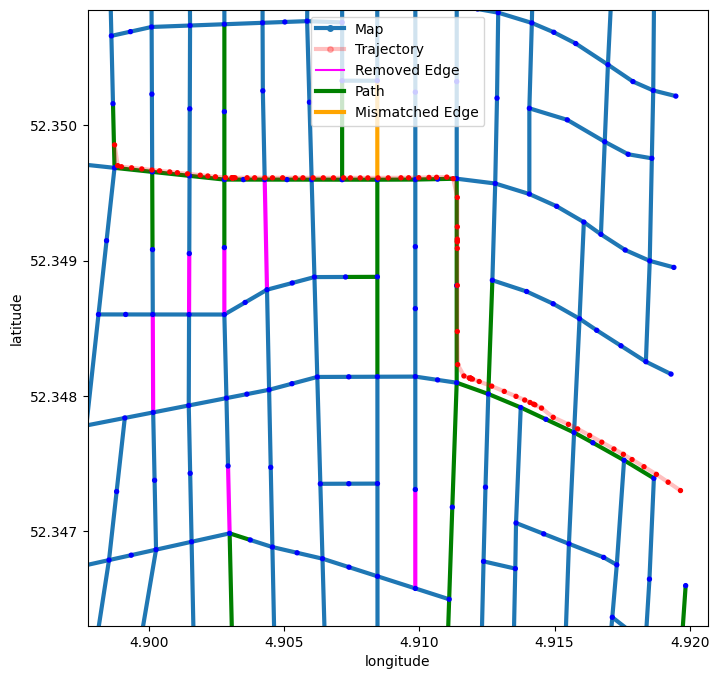 Map
Trajectory
Removed Edge
Path
Mismatched Edge
52.350
52.349
52.348
52.347
latitude
4.900
4.905
4.910
4.915
4.920
longitude